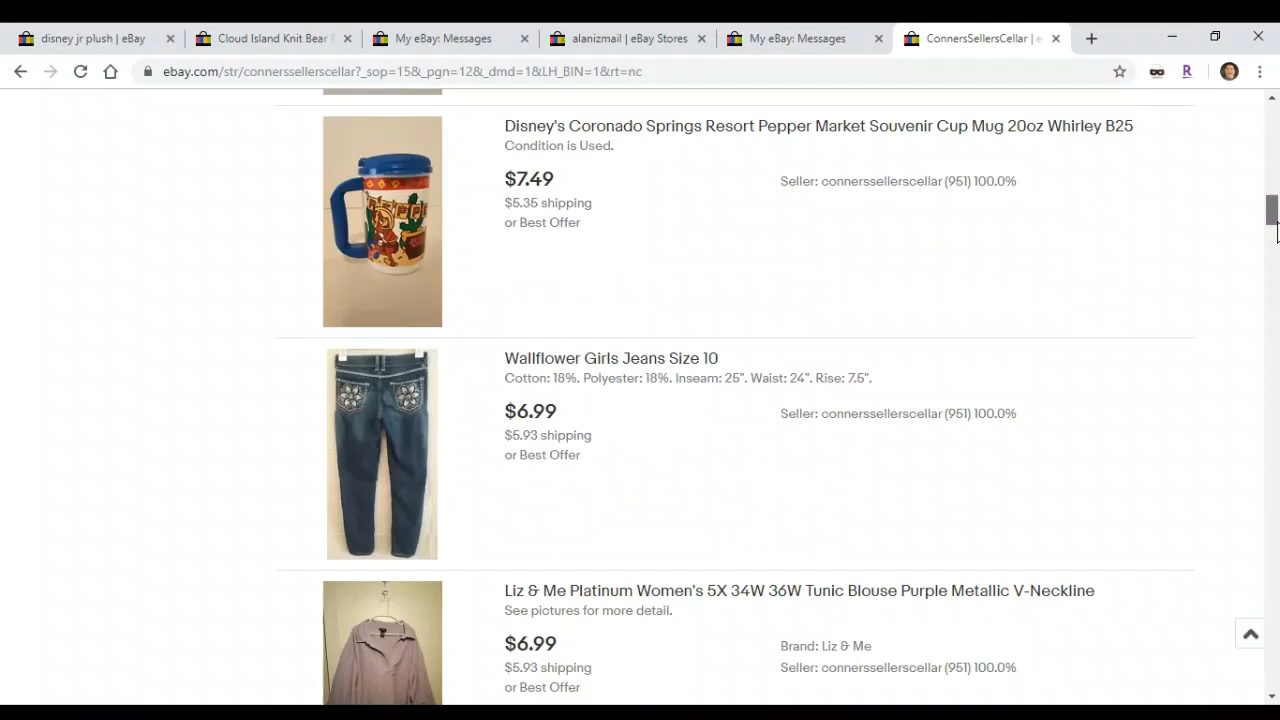 disney jr plush | eBay
Cloud Island Knit Bear
My eBay: Messages
alanizmail | eBay Stores
My eBay: Messages
ConnersSellersCellar | e
ebay.com/str/connerssellerscellar?_sop=15&_pgn=12&_dmd=1&LH_BIN=1&rt=nc
R
Disney's Coronado Springs Resort Pepper Market Souvenir Cup Mug 20oz Whirley B25
Condition is Used.
$7.49
Seller: connerssellerscellar (951) 100.0%
$5.35 shipping
or Best Offer
Wallflower Girls Jeans Size 10
Cotton: 18%. Polyester: 18%. Inseam: 25". Waist: 24". Rise: 7.5".
$6.99
Seller: connerssellerscellar (951) 100.0%
$5.93 shipping
or Best Offer
Liz & Me Platinum Women's 5X 34W 36W Tunic Blouse Purple Metallic V-Neckline
See pictures for more detail.
$6.99
Brand: Liz & Me
$5.93 shipping
Seller: connerssellerscellar (951) 100.0%
or Best Offer